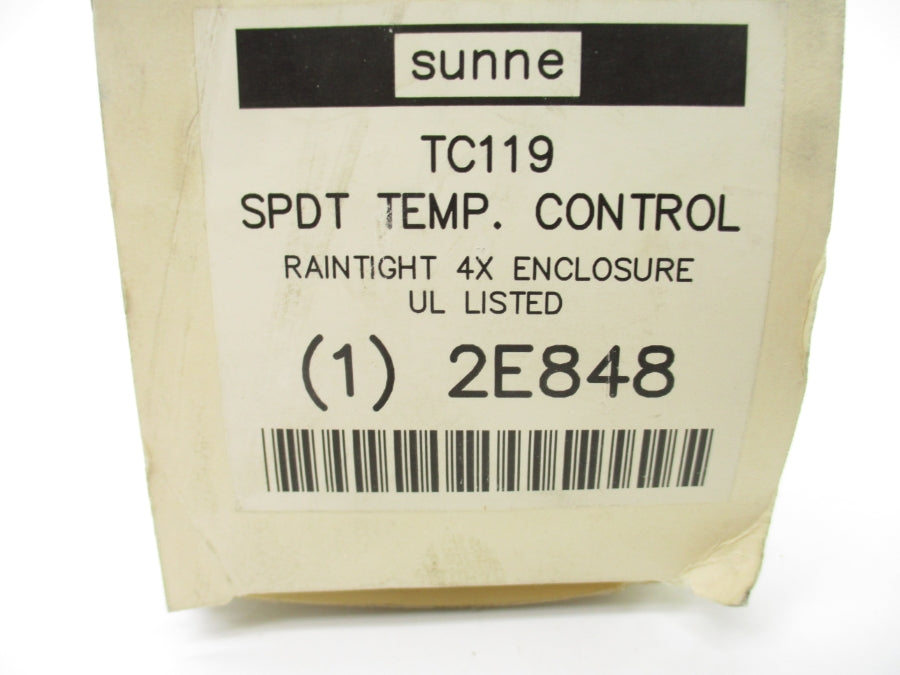 sunne
TC119
SPDT TEMP. CONTROL
RAINTIGHT 4X ENCLOSURE
UL LISTED
(1) 2E848